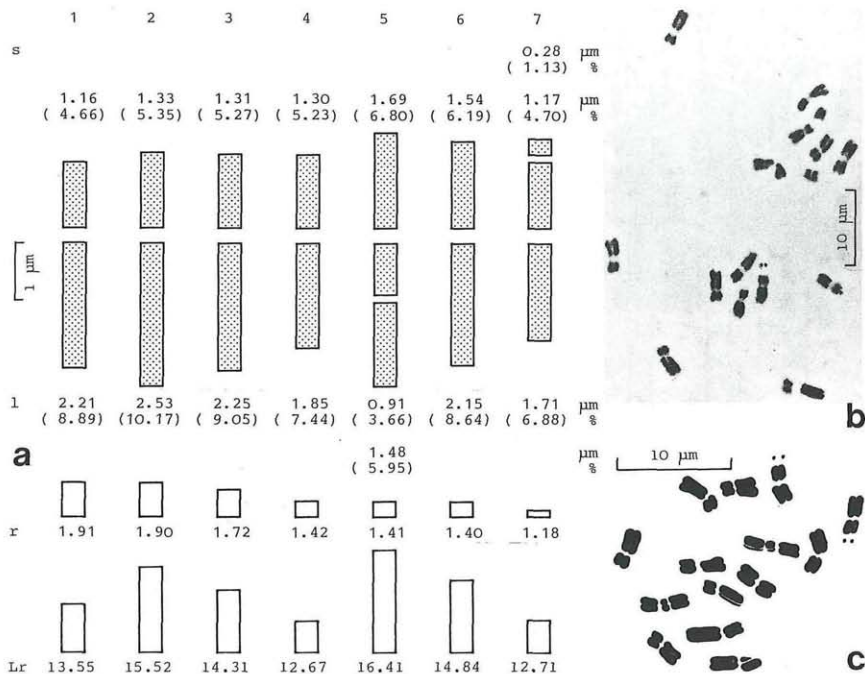 1 2 3 4 5 6 7
s 0.28 μm
( 1.13) %
1.16 1.33 1.31 1.30 1.69 1.54 1.17 μm
( 4.66) ( 5.35) ( 5.27) ( 5.23) ( 6.80) ( 6.19) ( 4.70) %
1 μm
l 2.21 2.53 2.25 1.85 0.91 2.15 1.71 μm
( 8.89) (10.17) ( 9.05) ( 7.44) ( 3.66) ( 8.64) ( 6.88) %
1.48 μm
( 5.95) %
a
r 1.91 1.90 1.72 1.42 1.41 1.40 1.18
Lr 13.55 15.52 14.31 12.67 16.41 14.84 12.71
10 μm
b
10 μm
c